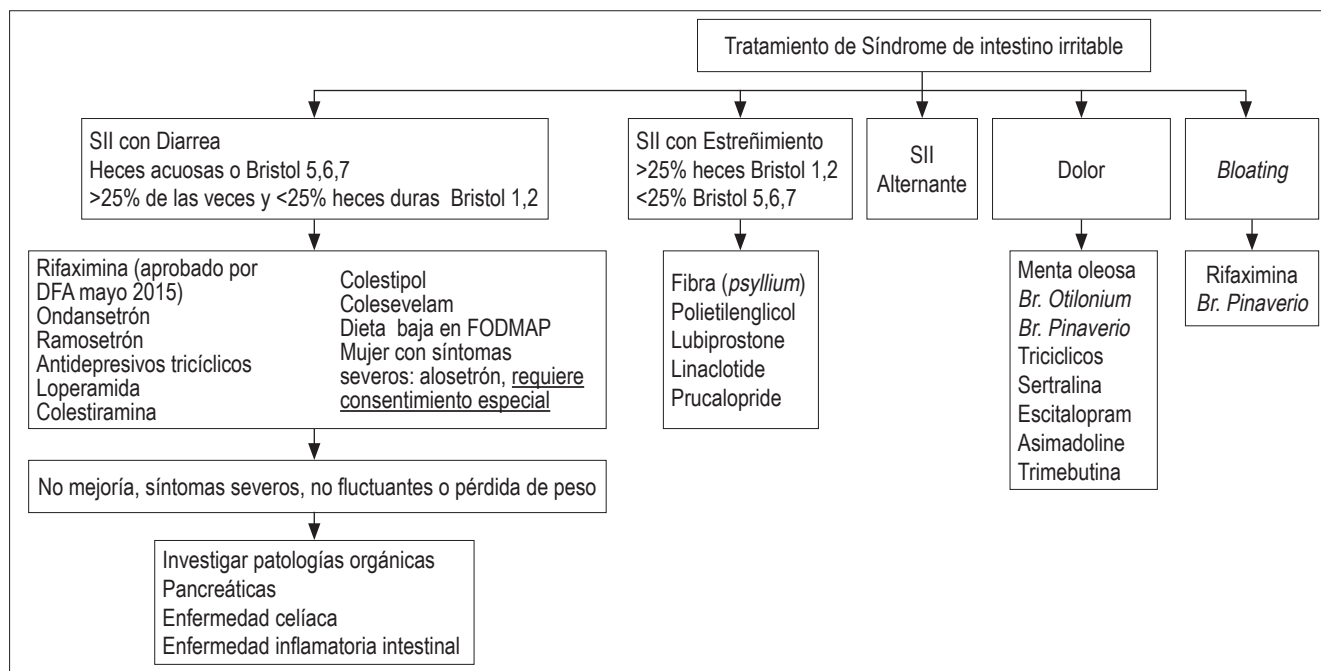 Tratamiento de Síndrome de intestino irritable
SII con Diarrea
Heces acuosas o Bristol 5,6,7
>25% de las veces y <25% heces duras Bristol 1,2
SII con Estreñimiento
>25% heces Bristol 1,2
<25% Bristol 5,6,7
SII
Alternante
Dolor
Bloating
Rifaximina (aprobado por
DFA mayo 2015)
Ondansetrón
Ramosetrón
Antidepresivos tricíclicos
Loperamida
Colestiramina
Colestipol
Colesevelam
Dieta baja en FODMAP
Mujer con síntomas
severos: alosetrón, requiere
consentimiento especial
Fibra (psyllium)
Polietilenglicol
Lubiprostone
Linaclotide
Prucalopride
Menta oleosa
Br. Otilonium
Br. Pinaverio
Triciclicos
Sertralina
Escitalopram
Asimadoline
Trimebutina
Rifaximina
Br. Pinaverio
No mejoría, síntomas severos, no fluctuantes o pérdida de peso
Investigar patologías orgánicas
Pancreáticas
Enfermedad celíaca
Enfermedad inflamatoria intestinal